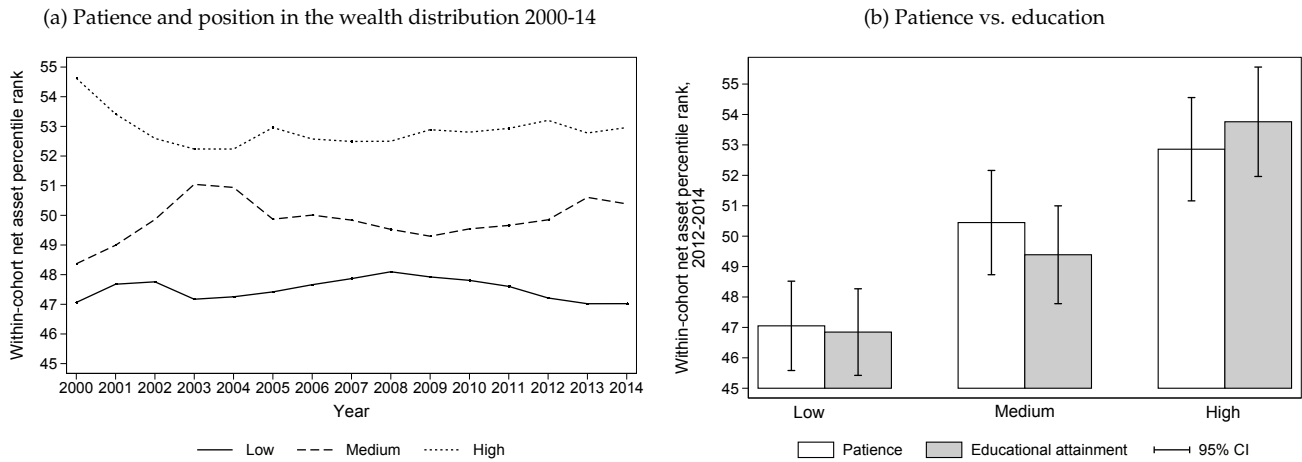 (a) Patience and position in the wealth distribution 2000-14
Within-cohort net asset percentile rank
55
54
53
52
51
50
49
48
47
46
45
2000 2001 2002 2003 2004 2005 2006 2007 2008 2009 2010 2011 2012 2013 2014
Year
Low Medium High
(b) Patience vs. education
Within-cohort net asset percentile rank,
2012-2014
55
54
53
52
51
50
49
48
47
46
45
Low Medium High
Patience Educational attainment 95% CI